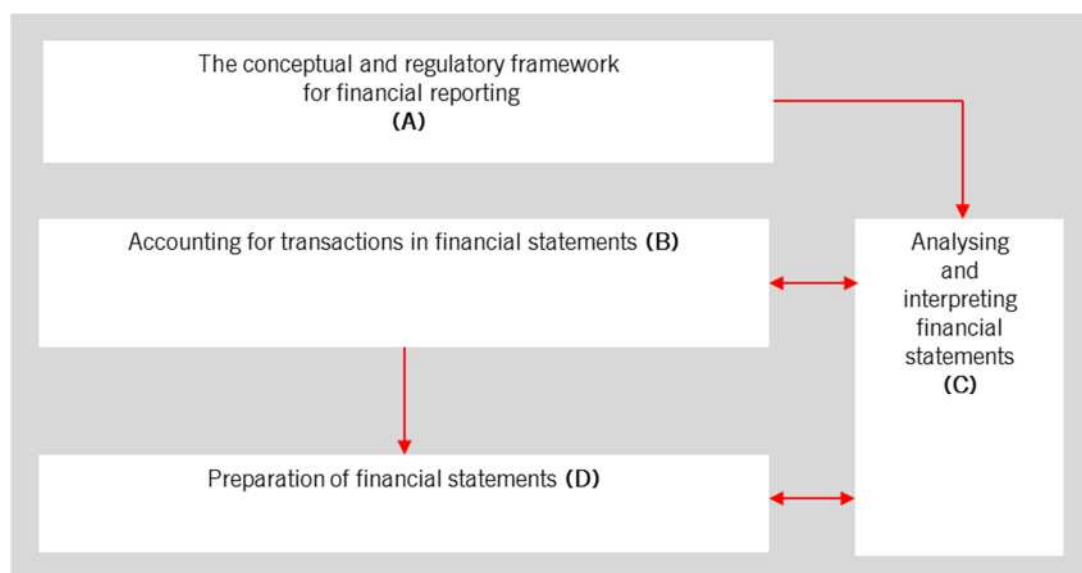 The conceptual and regulatory framework
for financial reporting
(A)
Accounting for transactions in financial statements (B)
Analysing
and
interpreting
financial
statements
(C)
Preparation of financial statements (D)